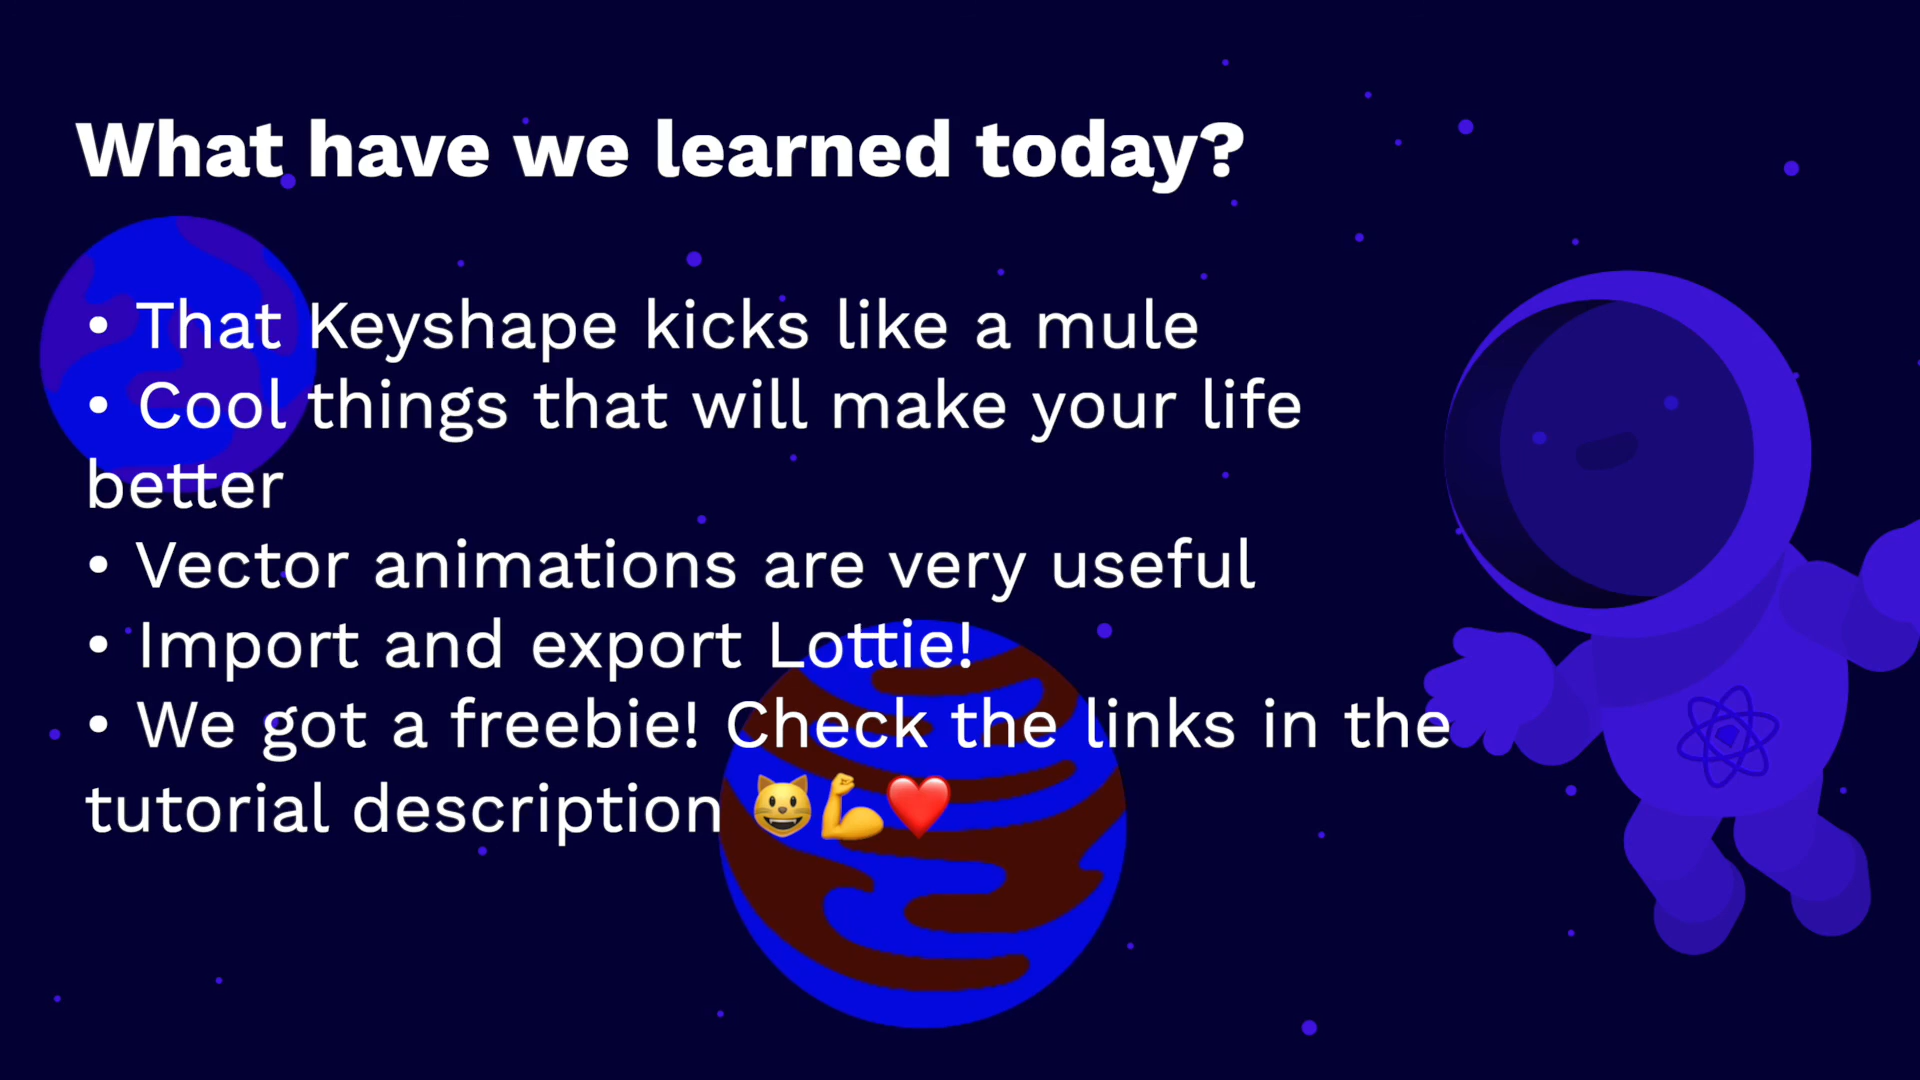 What have we learned today?
• That Keyshape kicks like a mule
• Cool things that will make your life
better
• Vector animations are very useful
• Import and export Lottie!
• We got a freebie! Check the links in the
tutorial description 😺💪❤️